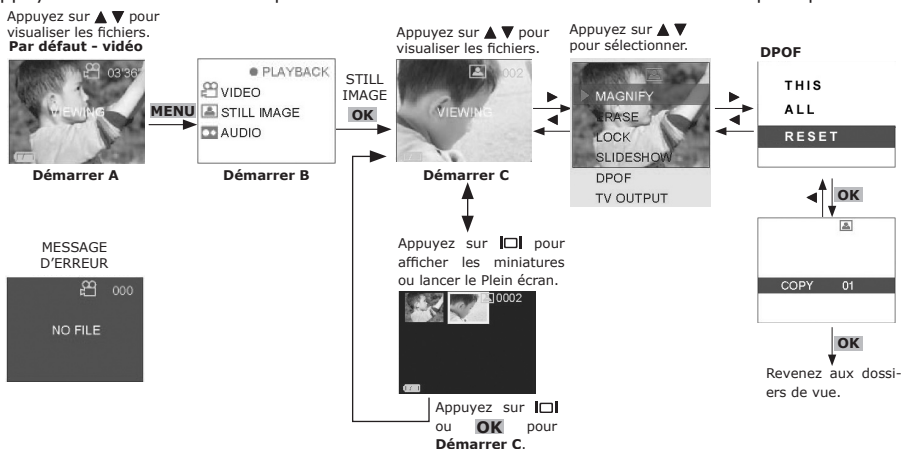 Appuyez sur ▲ ▼ pour
visualiser les fichiers.
Par défaut - vidéo
03'36"
VIEWING
Démarrer A
MENU
PLAYBACK
VIDEO
STILL IMAGE
AUDIO
Démarrer B
STILL
IMAGE
OK
Appuyez sur ▲ ▼ pour
visualiser les fichiers.
0002
VIEWING
Démarrer C
Appuyez sur ▲ ▼
pour sélectionner.
MAGNIFY
ERASE
LOCK
SLIDESHOW
DPOF
TV OUTPUT
DPOF
THIS
ALL
RESET
OK
COPY 01
OK
Revenez aux dossi-
ers de vue.
MESSAGE
D'ERREUR
000
NO FILE
Appuyez sur pour
afficher les miniatures
ou lancer le Plein écran.
0002
Appuyez sur
ou OK pour
Démarrer C.